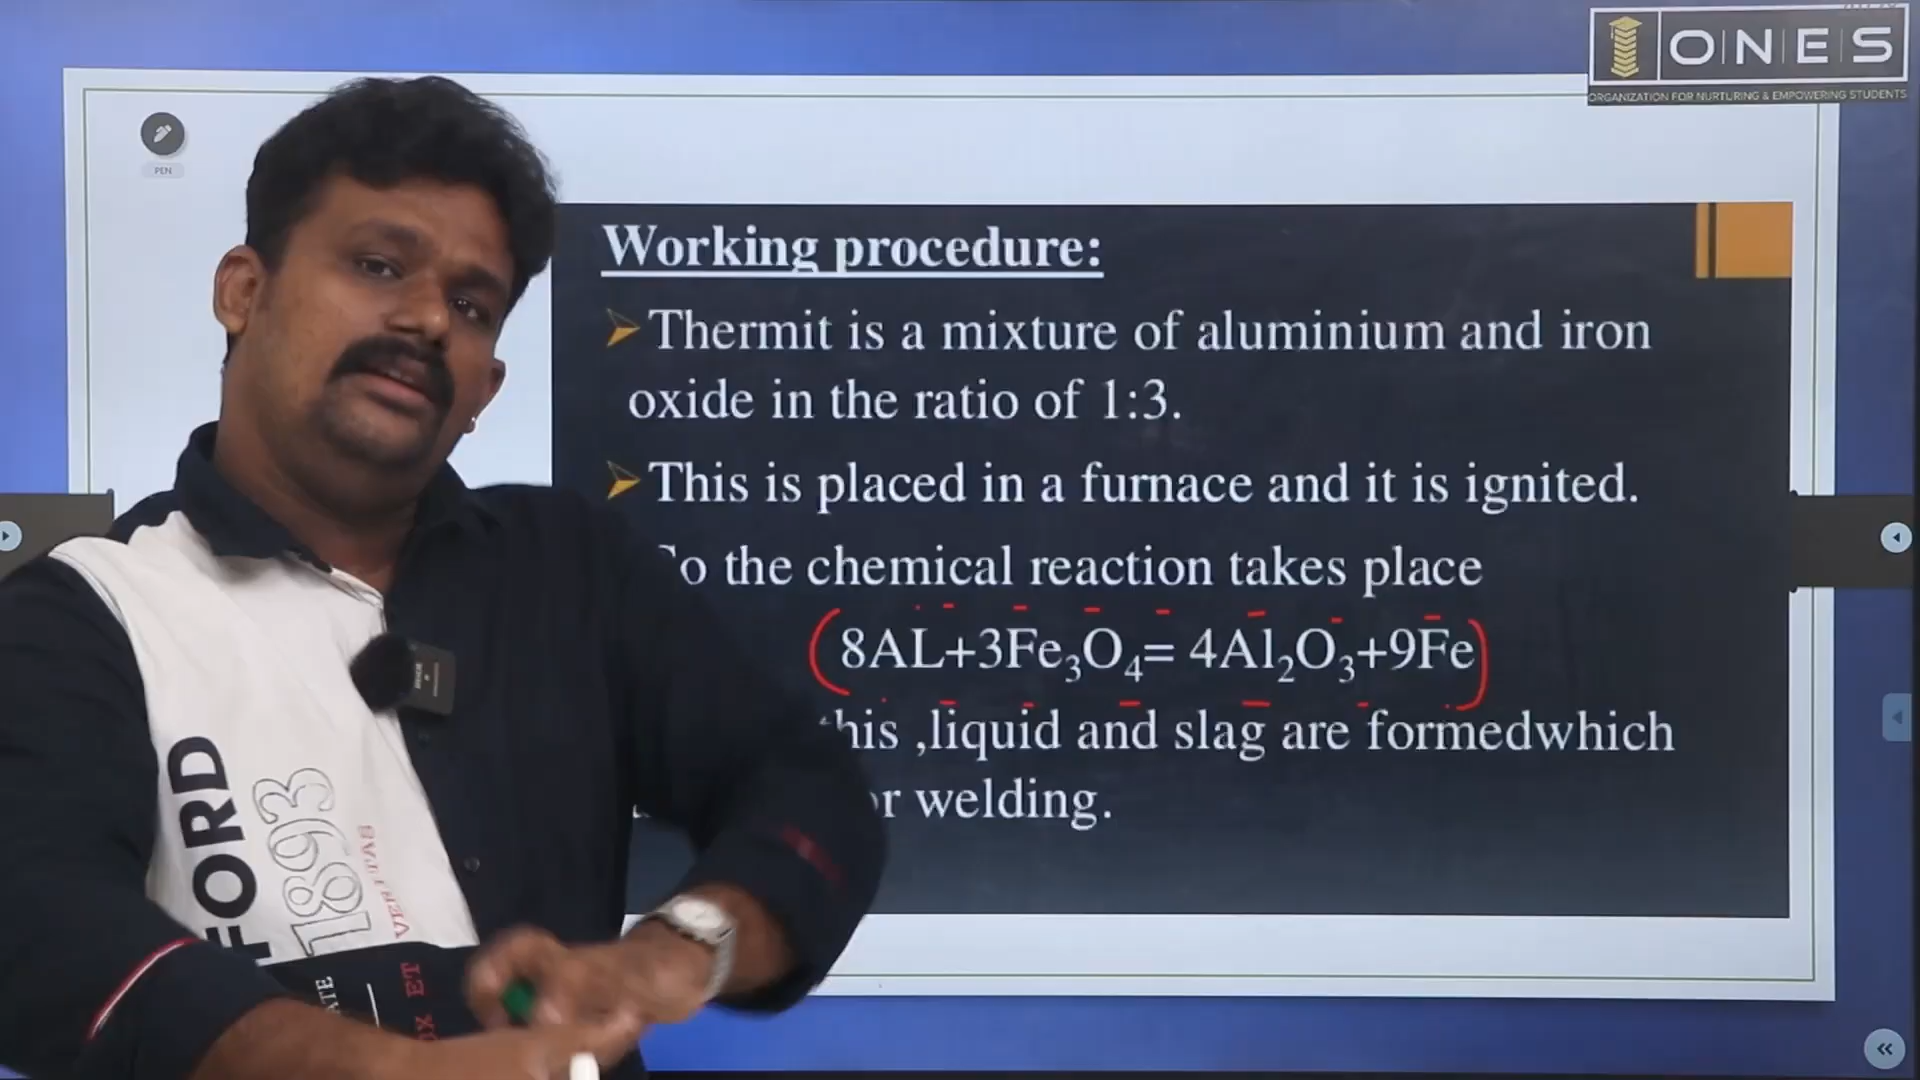 O|N|E|S
ORGANIZATION FOR NURTURING & EMPOWERING STUDENTS
PEN
Working procedure:
Thermit is a mixture of aluminium and iron
oxide in the ratio of 1:3.
This is placed in a furnace and it is ignited.
the chemical reaction takes place
8AL+3Fe₃O₄= 4Al₂O₃+9Fe
,liquid and slag are formedwhich
welding.
FORD
1893
VERITAS
ET